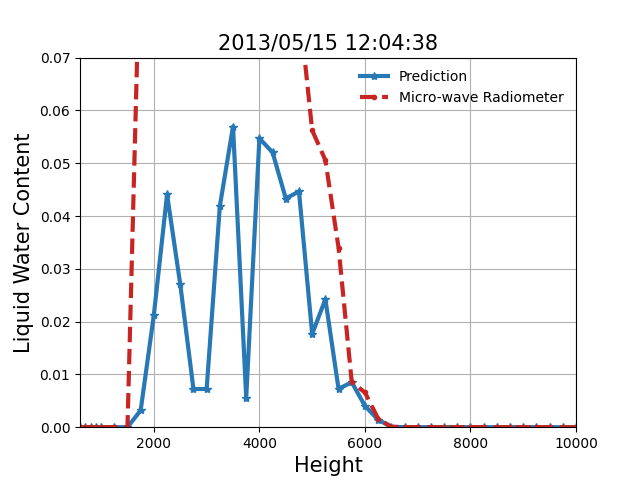 2013/05/15 12:04:38
Prediction
Micro-wave Radiometer
Liquid Water Content
0.07
0.06
0.05
0.04
0.03
0.02
0.01
0.00
2000 4000 6000 8000 10000
Height